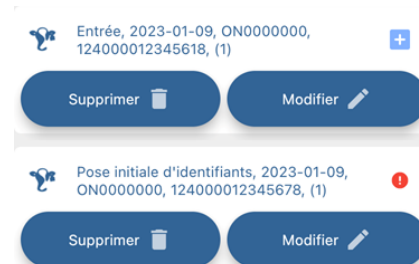 Entrée, 2023-01-09, ON0000000,
124000012345618, (1)
Supprimer
Modifier
Pose initiale d'identifiants, 2023-01-09,
ON0000000, 124000012345678, (1)
Supprimer
Modifier